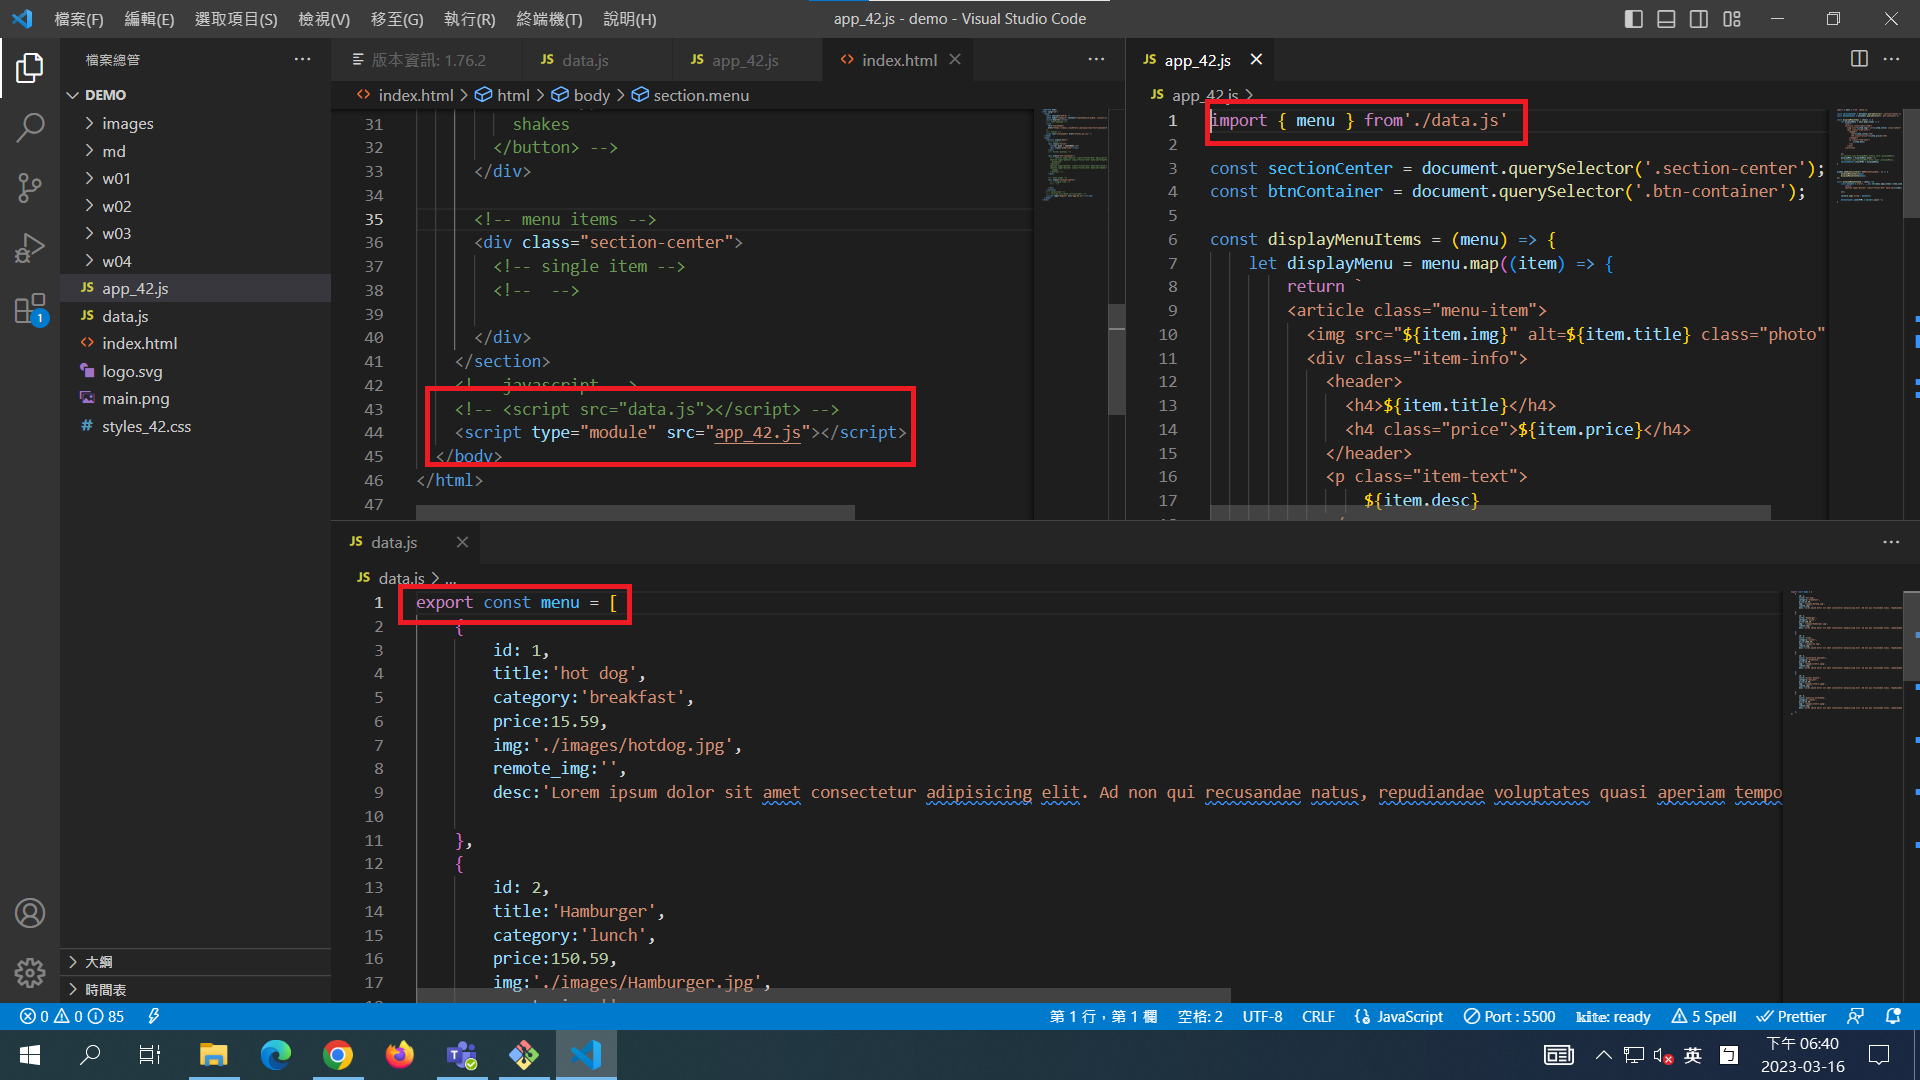 檔案(F) 編輯(E) 選取項目(S) 檢視(V) 移至(G) 執行(R) 終端機(T) 說明(H)
app_42.js - demo - Visual Studio Code
檔案總管
DEMO
images
md
w01
w02
w03
w04
JS app_42.js
JS data.js
<> index.html
logo.svg
main.png
# styles_42.css
大綱
時間表
版本資訊: 1.76.2
JS data.js
JS app_42.js
<> index.html
<> index.html > html > body > section.menu
31 shakes
32 </button> -->
33 </div>
34
35 <!-- menu items -->
36 <div class="section-center">
37 <!-- single item -->
38 <!--  -->
39
40 </div>
41 </section>
42 <!-- javascript -->
43 <!-- <script src="data.js"></script> -->
44 <script type="module" src="app_42.js"></script>
45 </body>
46 </html>
47
JS app_42.js
JS app_42.js >
1 import { menu } from'./data.js'
2
3 const sectionCenter = document.querySelector('.section-center');
4 const btnContainer = document.querySelector('.btn-container');
5
6 const displayMenuItems = (menu) => {
7 let displayMenu = menu.map((item) => {
8 return `
9 <article class="menu-item">
10 <img src="${item.img}" alt=${item.title} class="photo"
11 <div class="item-info">
12 <header>
13 <h4>${item.title}</h4>
14 <h4 class="price">${item.price}</h4>
15 </header>
16 <p class="item-text">
17 ${item.desc}
JS data.js
JS data.js > ...
1 export const menu = [
2 {
3 id: 1,
4 title:'hot dog',
5 category:'breakfast',
6 price:15.59,
7 img:'./images/hotdog.jpg',
8 remote_img:'',
9 desc:'Lorem ipsum dolor sit amet consectetur adipisicing elit. Ad non qui recusandae natus, repudiandae voluptates quasi aperiam tempo
10
11 },
12 {
13 id: 2,
14 title:'Hamburger',
15 category:'lunch',
16 price:150.59,
17 img:'./images/Hamburger.jpg',
1
0 0 85
第 1 行，第 1 欄 空格: 2 UTF-8 CRLF JavaScript Port : 5500 kite: ready 5 Spell Prettier
英
ㄅ
下午 06:40
2023-03-16